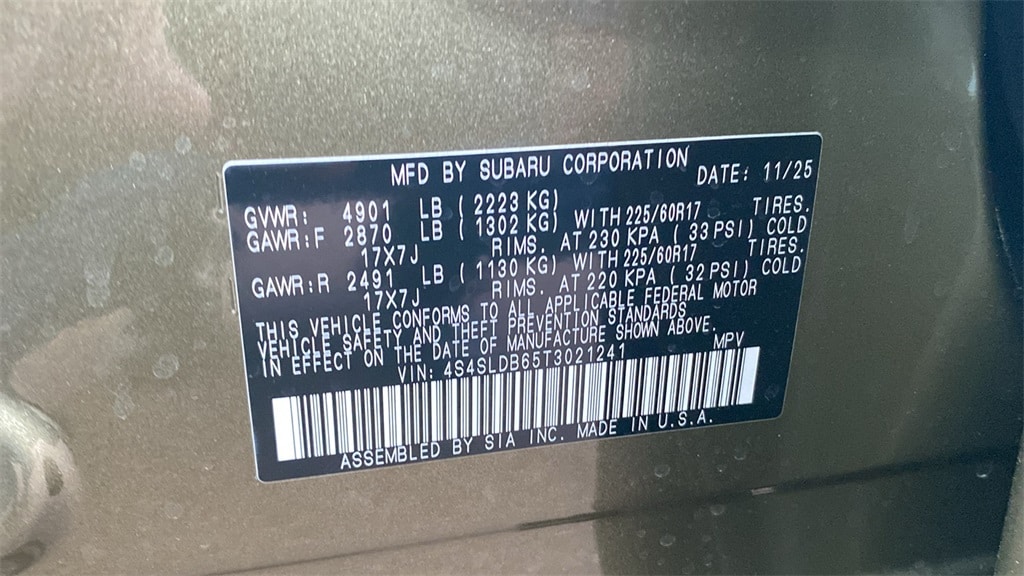 MFD BY SUBARU CORPORATION DATE: 11/25
GVWR: 4901 LB ( 2223 KG)
GAWR:F 2870 LB ( 1302 KG) WITH 225/60R17 TIRES.
17X7J RIMS. AT 230 KPA ( 33 PSI) COLD
GAWR:R 2491 LB ( 1130 KG) WITH 225/60R17 TIRES.
17X7J RIMS. AT 220 KPA ( 32 PSI) COLD
THIS VEHICLE CONFORMS TO ALL APPLICABLE FEDERAL MOTOR
VEHICLE SAFETY AND THEFT PREVENTION STANDARDS
IN EFFECT ON THE DATE OF MANUFACTURE SHOWN ABOVE.
VIN: 4S4SLDB65T3021241 MPV
ASSEMBLED BY SIA INC. MADE IN U.S.A.